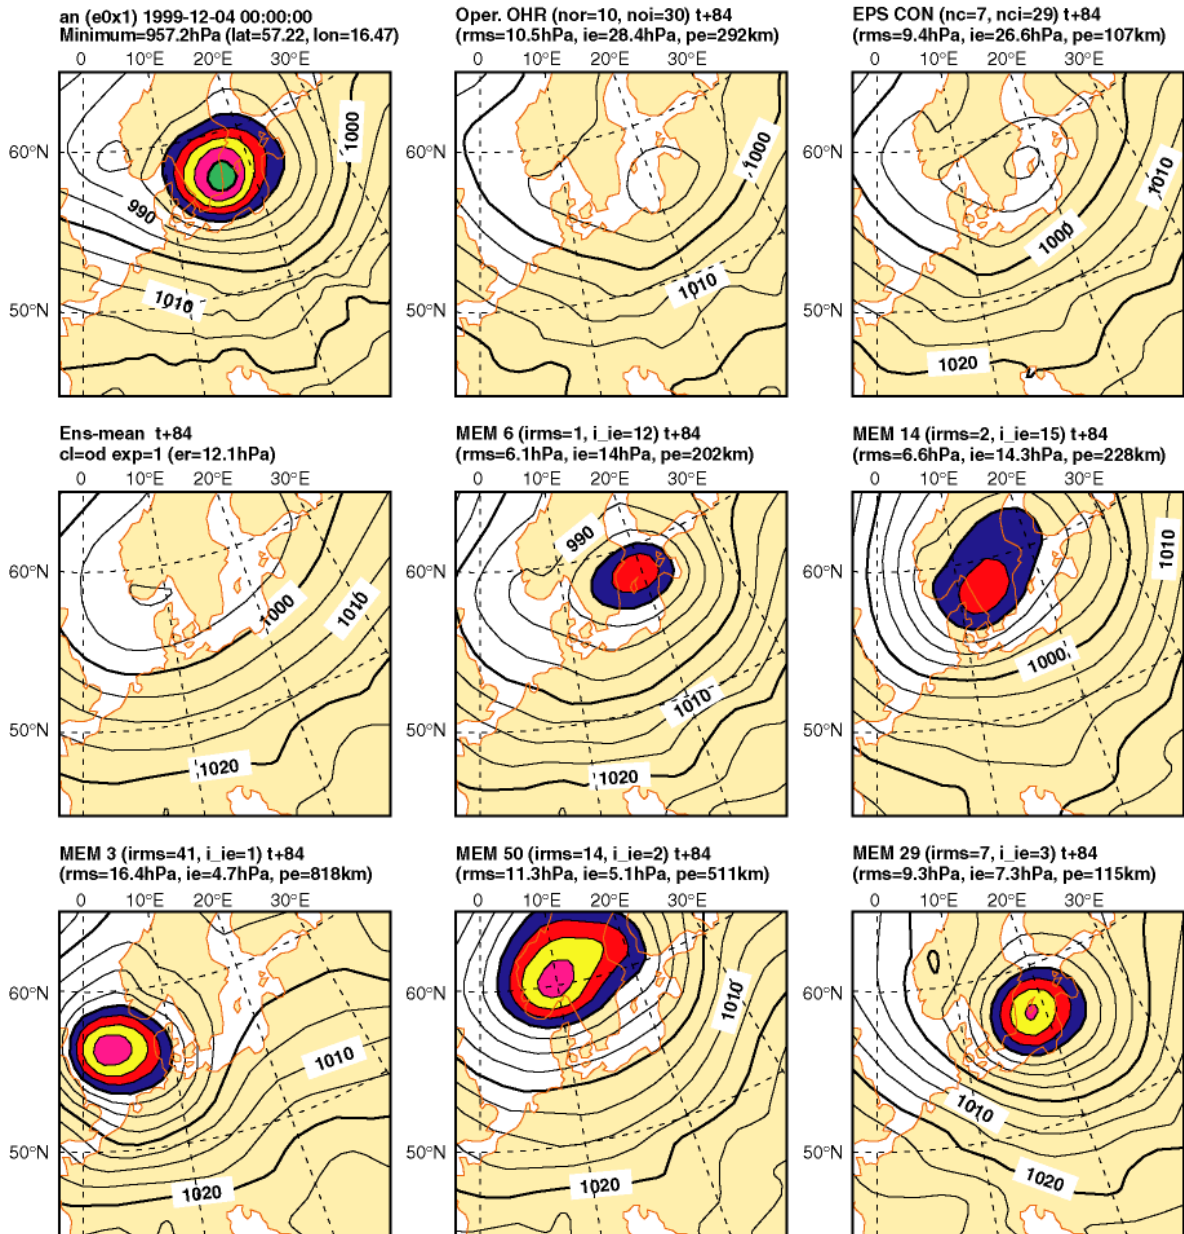 an (e0x1) 1999-12-04 00:00:00
Minimum=957.2hPa (lat=57.22, lon=16.47)
0 10°E 20°E 30°E
60°N
50°N
990
1000
1010
Oper. OHR (nor=10, noi=30) t+84
(rms=10.5hPa, ie=28.4hPa, pe=292km)
0 10°E 20°E 30°E
1000
1010
EPS CON (nc=7, nci=29) t+84
(rms=9.4hPa, ie=26.6hPa, pe=107km)
0 10°E 20°E 30°E
1010
1000
1020
Ens-mean t+84
cl=od exp=1 (er=12.1hPa)
0 10°E 20°E 30°E
60°N
50°N
1000
1010
1020
MEM 6 (irms=1, i_ie=12) t+84
(rms=6.1hPa, ie=14hPa, pe=202km)
0 10°E 20°E 30°E
60°N
50°N
990
1010
1020
MEM 14 (irms=2, i_ie=15) t+84
(rms=6.6hPa, ie=14.3hPa, pe=228km)
0 10°E 20°E 30°E
60°N
50°N
1010
1000
MEM 3 (irms=41, i_ie=1) t+84
(rms=16.4hPa, ie=4.7hPa, pe=818km)
0 10°E 20°E 30°E
60°N
50°N
1010
1020
MEM 50 (irms=14, i_ie=2) t+84
(rms=11.3hPa, ie=5.1hPa, pe=511km)
0 10°E 20°E 30°E
60°N
50°N
1010
1020
MEM 29 (irms=7, i_ie=3) t+84
(rms=9.3hPa, ie=7.3hPa, pe=115km)
0 10°E 20°E 30°E
60°N
50°N
1010
1020